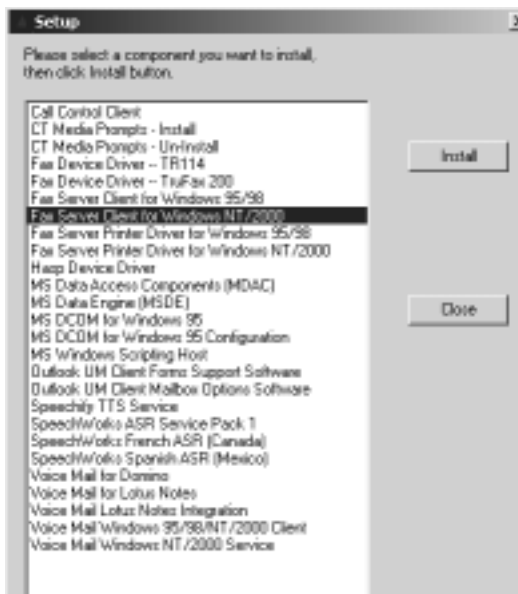 Setup
Please select a component you want to install,
then click Install button.
Call Control Client
CT Media Prompts - Install
CT Media Prompts - Un-Install
Fax Device Driver -- TR114
Fax Device Driver -- TruFax 200
Fax Server Client for Windows 95/98
Fax Server Client for Windows NT/2000
Fax Server Printer Driver for Windows 95/98
Fax Server Printer Driver for Windows NT/2000
Hasp Device Driver
MS Data Access Components (MDAC)
MS Data Engine (MSDE)
MS DCOM for Windows 95
MS DCOM for Windows 95 Configuration
MS Windows Scripting Host
Outlook UM Client Forms Support Software
Outlook UM Client Mailbox Options Software
Speechify TTS Service
SpeechWorks ASR Service Pack 1
SpeechWorks French ASR (Canada)
SpeechWorks Spanish ASR (Mexico)
Voice Mail for Domino
Voice Mail for Lotus Notes
Voice Mail Lotus Notes Integration
Voice Mail Windows 95/98/NT/2000 Client
Voice Mail Windows NT/2000 Service
Install
Close